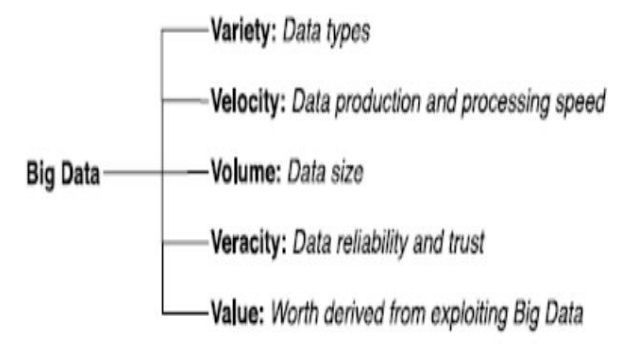 Variety: Data types
Velocity: Data production and processing speed
Big Data
Volume: Data size
Veracity: Data reliability and trust
Value: Worth derived from exploiting Big Data